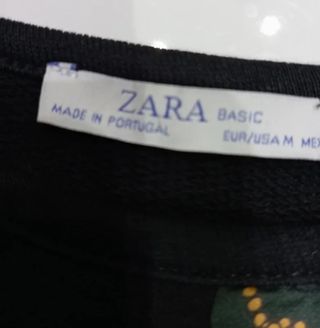 ZARA BASIC
MADE IN PORTUGAL
EUR/USA M MEX